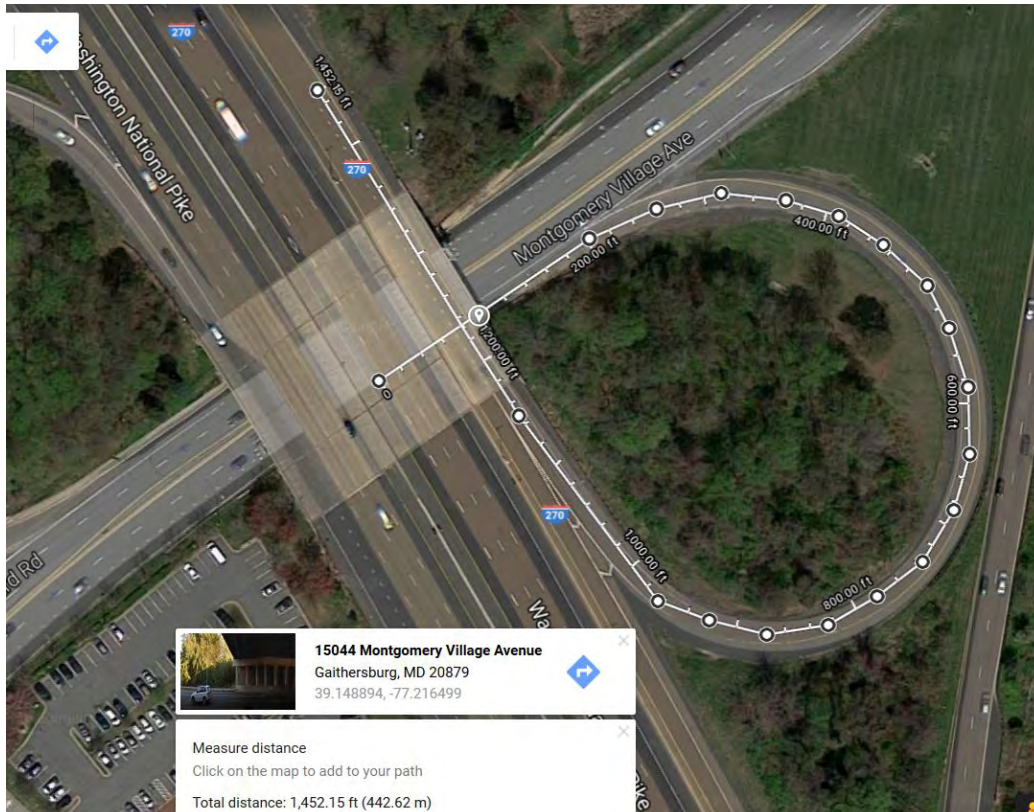 270
1,452.15 ft
Washington National Pike
270
Montgomery Village Ave
200.00 ft
400.00 ft
1,200.00 ft
0
600.00 ft
270
1,000.00 ft
800.00 ft
Rd
15044 Montgomery Village Avenue
Gaithersburg, MD 20879
39.148894, -77.216499
Measure distance
Click on the map to add to your path
Total distance: 1,452.15 ft (442.62 m)
Pike